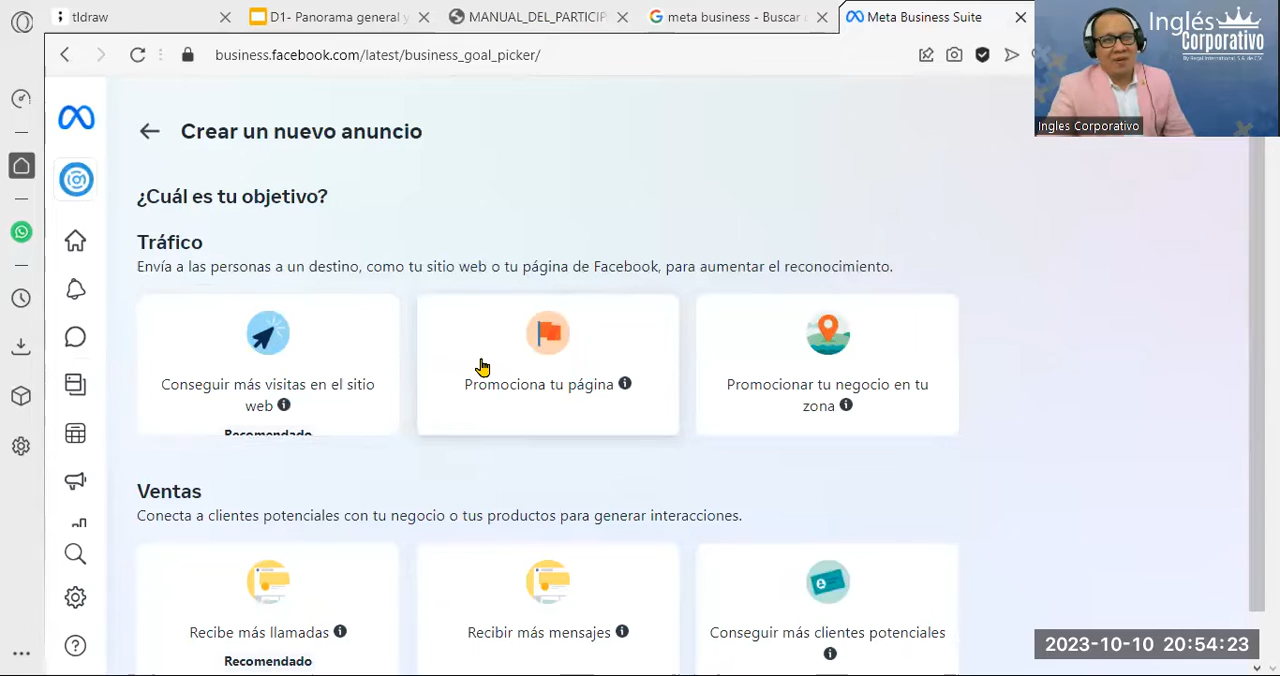 tldraw
D1- Panorama general y
MANUAL_DEL_PARTICIP
meta business - Buscar
Meta Business Suite
business.facebook.com/latest/business_goal_picker/
Inglés
Corporativo
By Regal International, S.A. de C.V.
Ingles Corporativo
Crear un nuevo anuncio
¿Cuál es tu objetivo?
Tráfico
Envía a las personas a un destino, como tu sitio web o tu página de Facebook, para aumentar el reconocimiento.
Conseguir más visitas en el sitio
web
Recomendado
Promociona tu página
Promocionar tu negocio en tu
zona
Ventas
Conecta a clientes potenciales con tu negocio o tus productos para generar interacciones.
Recibe más llamadas
Recomendado
Recibir más mensajes
Conseguir más clientes potenciales
2023-10-10 20:54:23